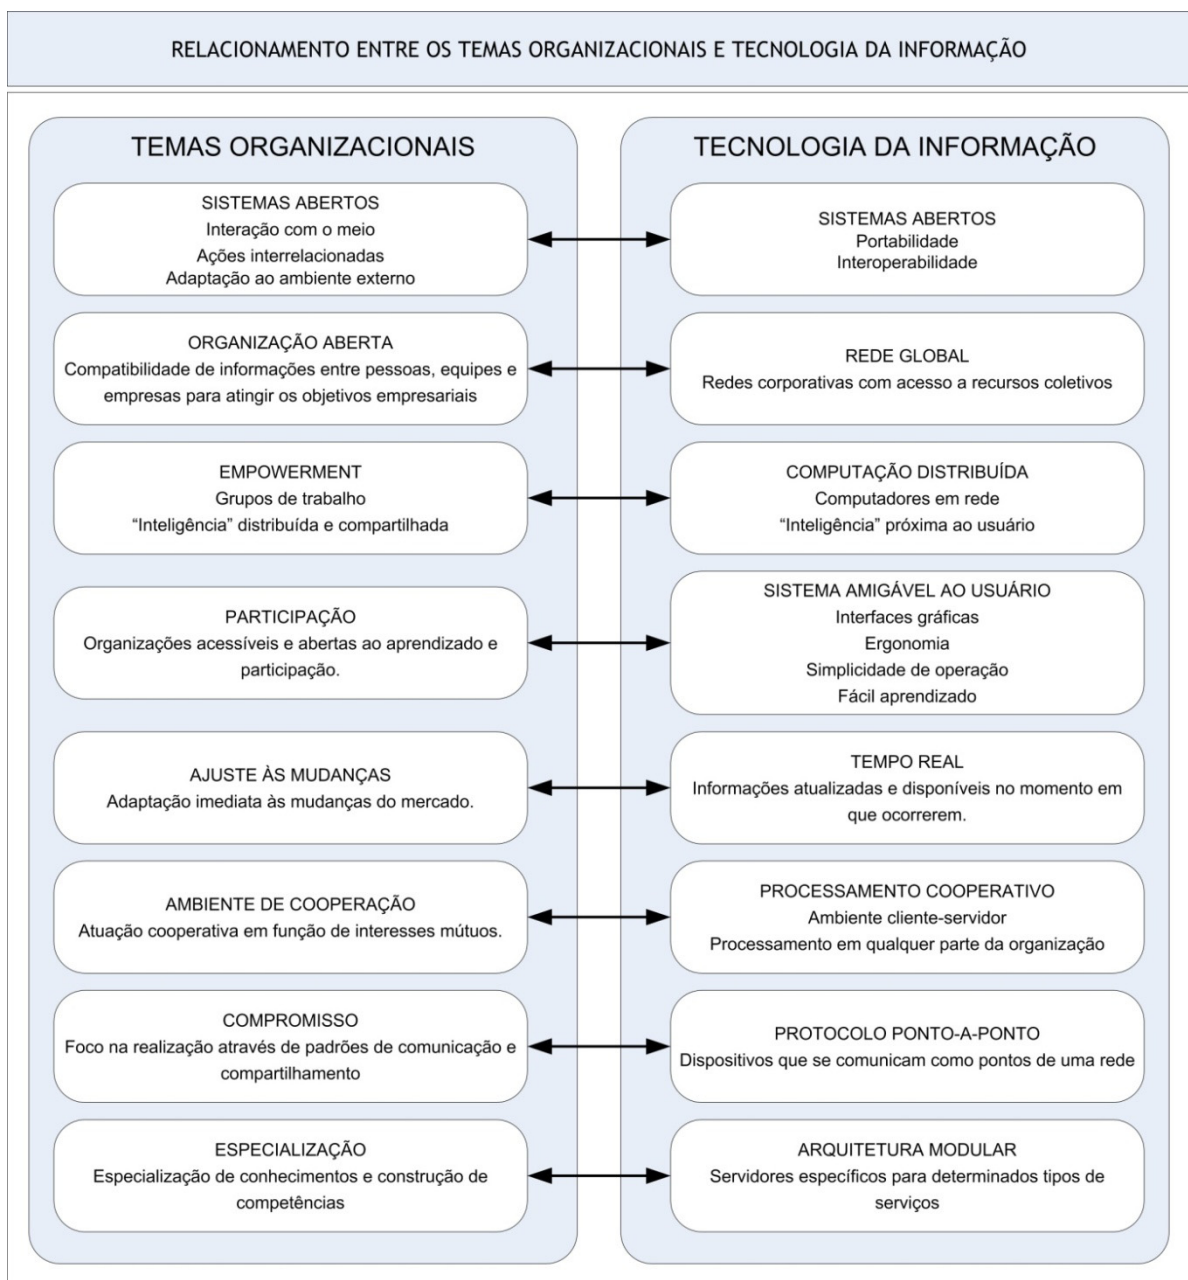 RELACIONAMENTO ENTRE OS TEMAS ORGANIZACIONAIS E TECNOLOGIA DA INFORMAÇÃO
TEMAS ORGANIZACIONAIS
SISTEMAS ABERTOS
Interação com o meio
Ações interrelacionadas
Adaptação ao ambiente externo
ORGANIZAÇÃO ABERTA
Compatibilidade de informações entre pessoas, equipes e
empresas para atingir os objetivos empresariais
EMPOWERMENT
Grupos de trabalho
“Inteligência” distribuída e compartilhada
PARTICIPAÇÃO
Organizações acessíveis e abertas ao aprendizado e
participação.
AJUSTE ÀS MUDANÇAS
Adaptação imediata às mudanças do mercado.
AMBIENTE DE COOPERAÇÃO
Atuação cooperativa em função de interesses mútuos.
COMPROMISSO
Foco na realização através de padrões de comunicação e
compartilhamento
ESPECIALIZAÇÃO
Especialização de conhecimentos e construção de
competências
TECNOLOGIA DA INFORMAÇÃO
SISTEMAS ABERTOS
Portabilidade
Interoperabilidade
REDE GLOBAL
Redes corporativas com acesso a recursos coletivos
COMPUTAÇÃO DISTRIBUÍDA
Computadores em rede
“Inteligência” próxima ao usuário
SISTEMA AMIGÁVEL AO USUÁRIO
Interfaces gráficas
Ergonomia
Simplicidade de operação
Fácil aprendizado
TEMPO REAL
Informações atualizadas e disponíveis no momento em
que ocorrerem.
PROCESSAMENTO COOPERATIVO
Ambiente cliente-servidor
Processamento em qualquer parte da organização
PROTOCOLO PONTO-A-PONTO
Dispositivos que se comunicam como pontos de uma rede
ARQUITETURA MODULAR
Servidores específicos para determinados tipos de
serviços